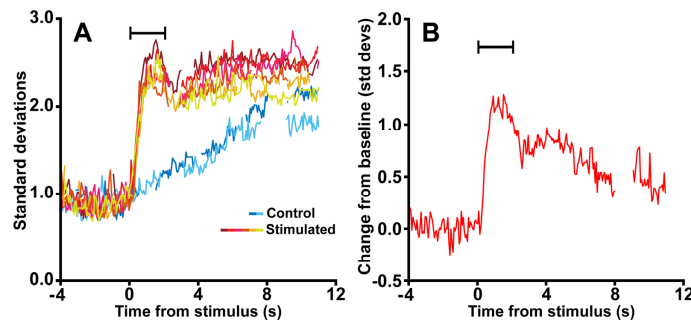 A
3.0
2.0
1.0
0.0
Standard deviations
-4
0
4
8
12
Time from stimulus (s)
Control
Stimulated
B
2.0
1.5
1.0
0.5
0.0
-0.5
Change from baseline (std devs)
-4
0
4
8
12
Time from stimulus (s)